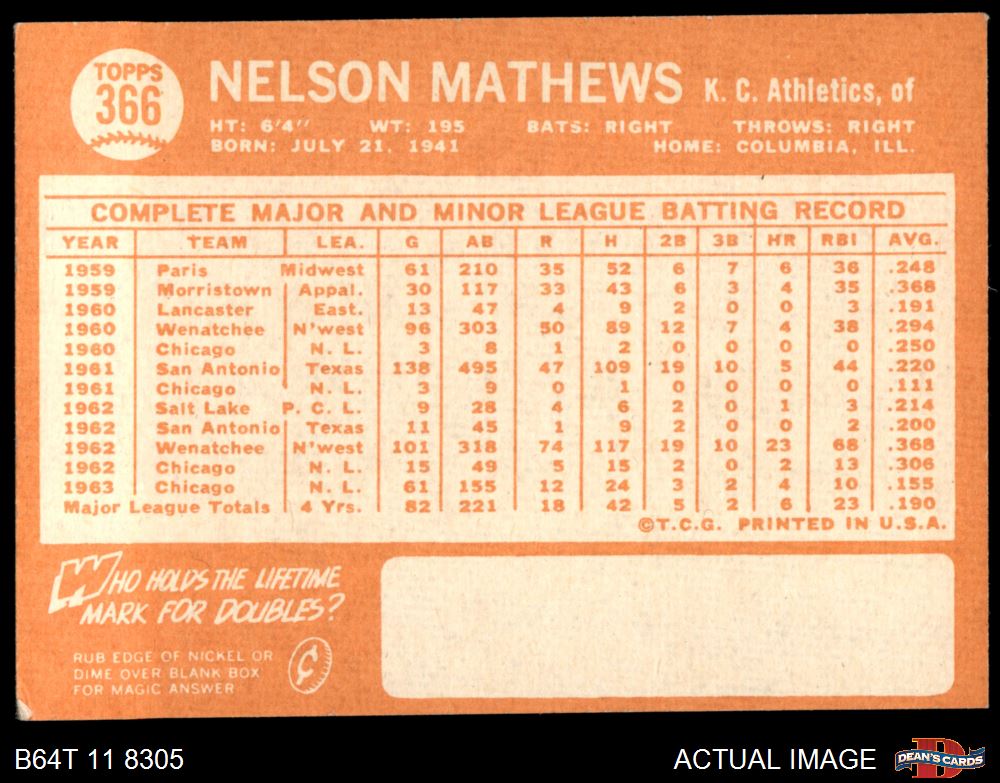 TOPPS
366
NELSON MATHEWS K. C. Athletics, of
HT: 6'4" WT: 195 BATS: RIGHT THROWS: RIGHT
BORN: JULY 21, 1941 HOME: COLUMBIA, ILL.
COMPLETE MAJOR AND MINOR LEAGUE BATTING RECORD
YEAR TEAM LEA. G AB R H 2B 3B HR RBI AVG.
1959 Paris Midwest 61 210 35 52 6 7 6 36 .248
1959 Morristown Appal. 30 117 33 43 6 3 4 35 .368
1960 Lancaster East. 13 47 4 9 2 0 0 3 .191
1960 Wenatchee N'west 96 303 50 89 12 7 4 38 .294
1960 Chicago N. L. 3 8 1 2 0 0 0 0 .250
1961 San Antonio Texas 138 495 47 109 19 10 5 44 .220
1961 Chicago N. L. 3 9 0 1 0 0 0 0 .111
1962 Salt Lake P. C. L. 9 28 4 6 2 0 1 3 .214
1962 San Antonio Texas 11 45 1 9 2 0 0 2 .200
1962 Wenatchee N'west 101 318 74 117 19 10 23 68 .368
1962 Chicago N. L. 15 49 5 15 2 0 2 13 .306
1963 Chicago N. L. 61 155 12 24 3 2 4 10 .155
Major League Totals 4 Yrs. 82 221 18 42 5 2 6 23 .190
©T.C.G. PRINTED IN U.S.A.
WHO HOLDS THE LIFETIME
MARK FOR DOUBLES?
RUB EDGE OF NICKEL OR
DIME OVER BLANK BOX
FOR MAGIC ANSWER
¢
B64T 11 8305 ACTUAL IMAGE
D
DEAN'S CARDS